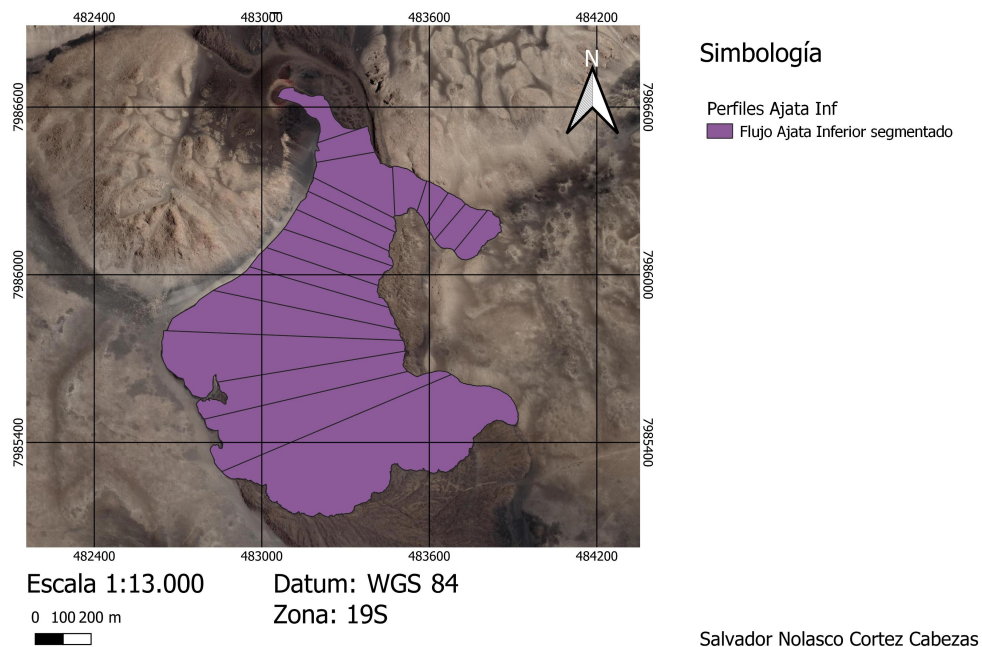 482400 483000 483600 484200
N
7986600 7986600
7986000 7986000
7985400 7985400
482400 483000 483600 484200
Simbología
Perfiles Ajata Inf
Flujo Ajata Inferior segmentado
Escala 1:13.000
0 100 200 m
Datum: WGS 84
Zona: 19S
Salvador Nolasco Cortez Cabezas